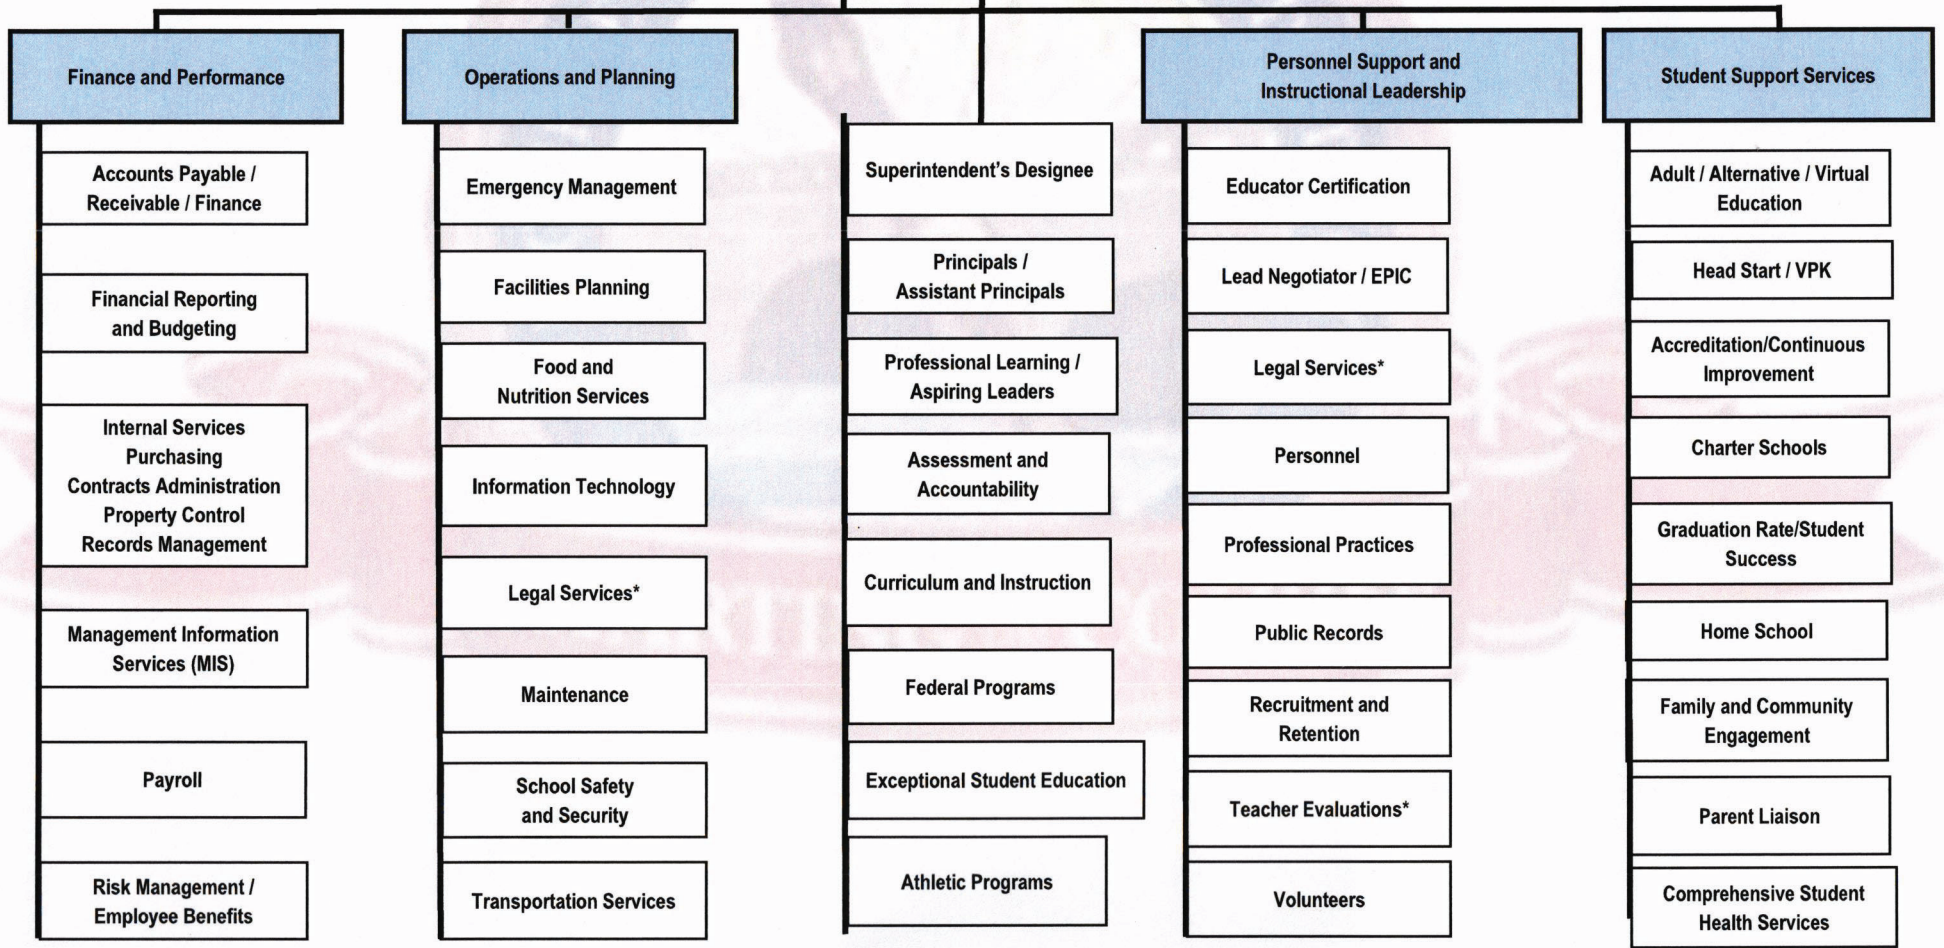 Finance and Performance
Accounts Payable /
Receivable / Finance
Financial Reporting
and Budgeting
Internal Services
Purchasing
Contracts Administration
Property Control
Records Management
Management Information
Services (MIS)
Payroll
Risk Management /
Employee Benefits
Operations and Planning
Emergency Management
Facilities Planning
Food and
Nutrition Services
Information Technology
Legal Services*
Maintenance
School Safety
and Security
Transportation Services
Superintendent's Designee
Principals /
Assistant Principals
Professional Learning /
Aspiring Leaders
Assessment and
Accountability
Curriculum and Instruction
Federal Programs
Exceptional Student Education
Athletic Programs
Personnel Support and
Instructional Leadership
Educator Certification
Lead Negotiator / EPIC
Legal Services*
Personnel
Professional Practices
Public Records
Recruitment and
Retention
Teacher Evaluations*
Volunteers
Student Support Services
Adult / Alternative / Virtual
Education
Head Start / VPK
Accreditation/Continuous
Improvement
Charter Schools
Graduation Rate/Student
Success
Home School
Family and Community
Engagement
Parent Liaison
Comprehensive Student
Health Services